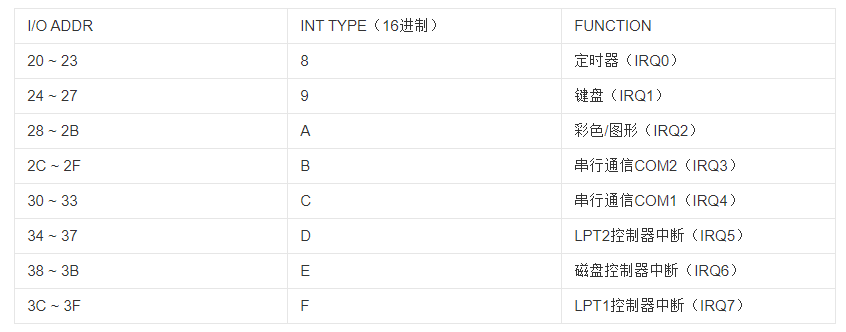 I/O ADDR INT TYPE（16进制） FUNCTION
20 ~ 23 8 定时器（IRQ0）
24 ~ 27 9 键盘（IRQ1）
28 ~ 2B A 彩色/图形（IRQ2）
2C ~ 2F B 串行通信COM2（IRQ3）
30 ~ 33 C 串行通信COM1（IRQ4）
34 ~ 37 D LPT2控制器中断（IRQ5）
38 ~ 3B E 磁盘控制器中断（IRQ6）
3C ~ 3F F LPT1控制器中断（IRQ7）